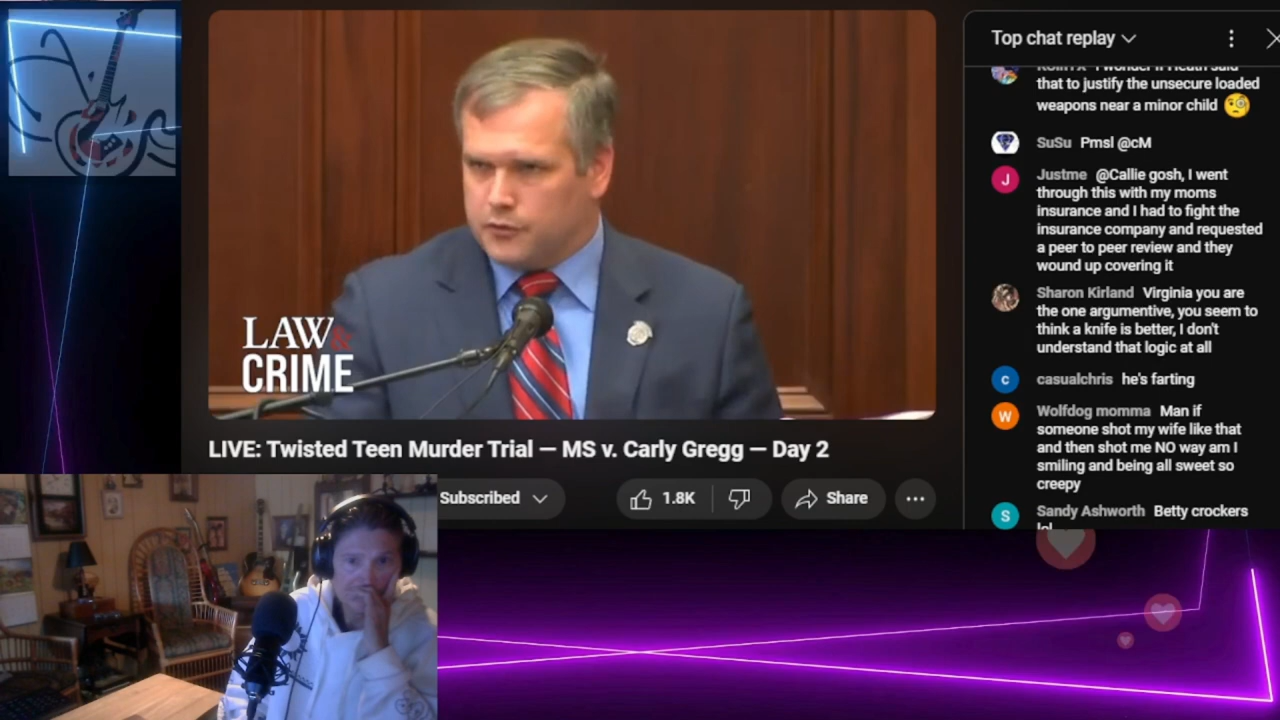 Top chat replay
that to justify the unsecure loaded
weapons near a minor child
SuSu Pmsl @cM
Justme @Callie gosh, I went
through this with my moms
insurance and I had to fight the
insurance company and requested
a peer to peer review and they
wound up covering it
Sharon Kirland Virginia you are
the one argumentive, you seem to
think a knife is better, I don't
understand that logic at all
casualchris he's farting
Wolfdog momma Man if
someone shot my wife like that
and then shot me NO way am I
smiling and being all sweet so
creepy
Sandy Ashworth Betty crockers
LAW&
CRIME
LIVE: Twisted Teen Murder Trial — MS v. Carly Gregg — Day 2
Subscribed
1.8K
Share
J
c
W
S